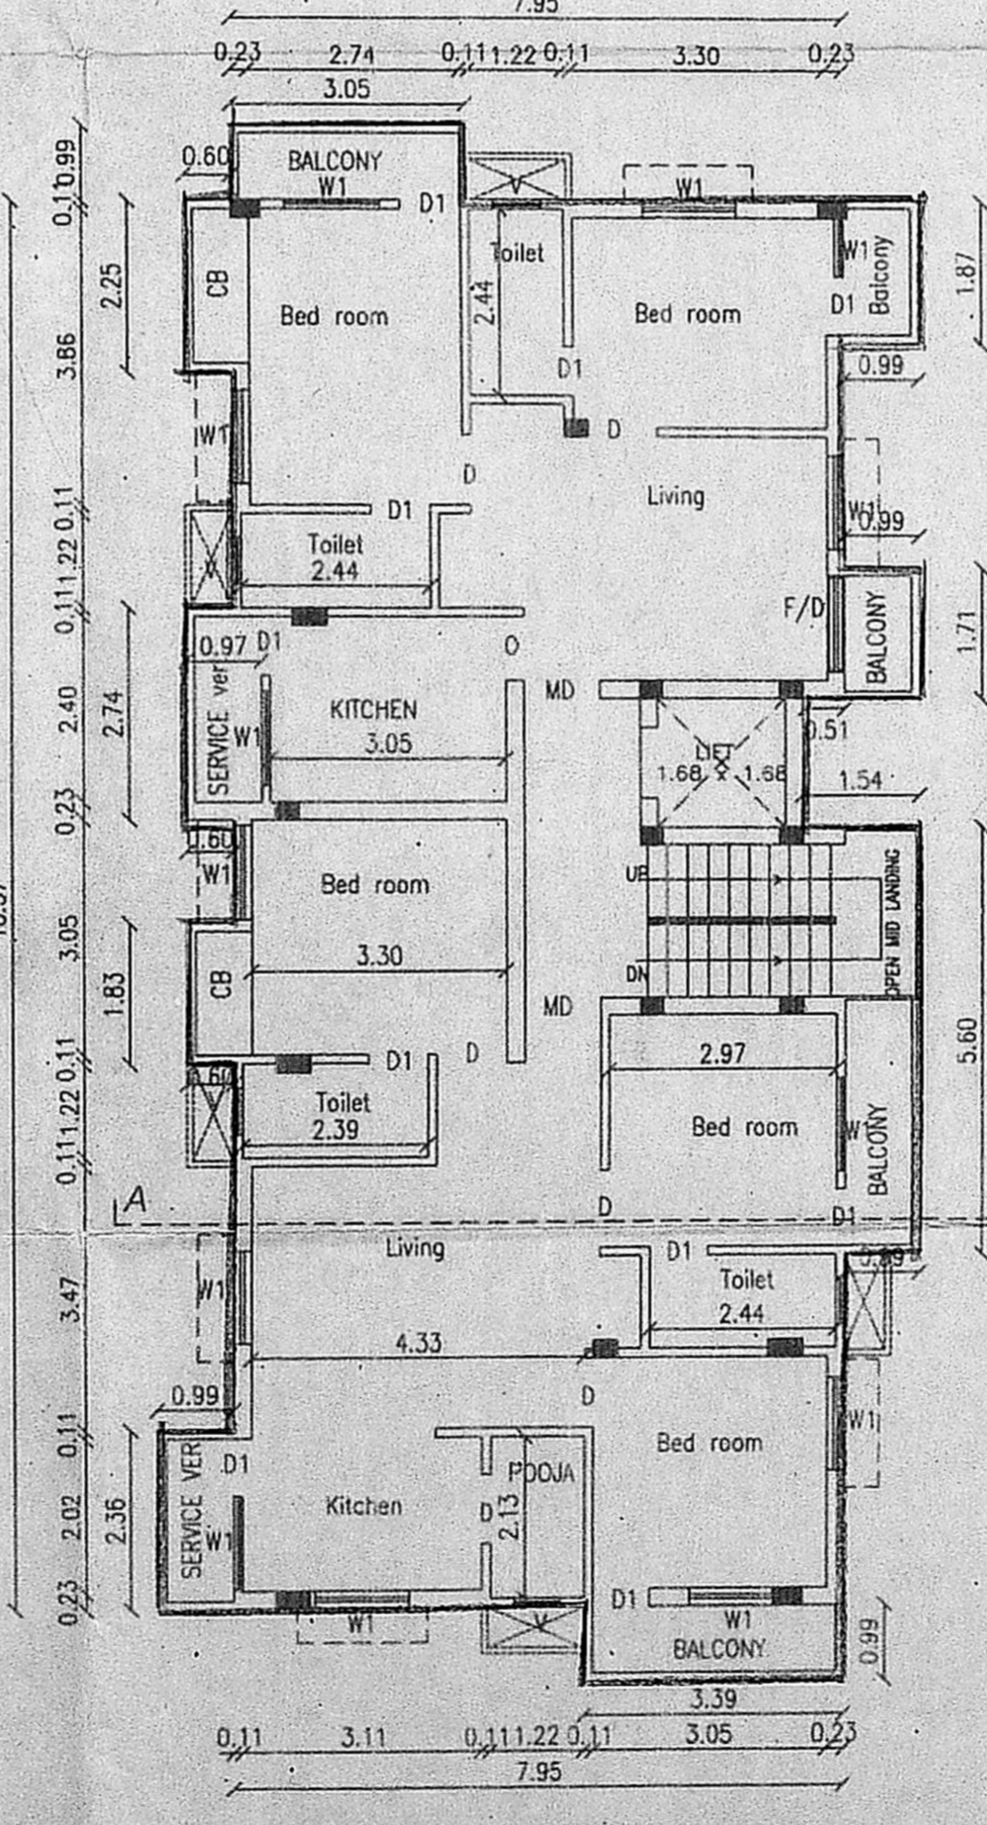 7.95
0.23 2.74 0.11 1.22 0.11 3.30 0.23
3.05
0.99
0.11
0.60
BALCONY
W1
D1
V
W1
2.25
CB
Bed room
Toilet
2.44
D1
Bed room
W1
Balcony
D1
1.87
0.99
3.86
W1
D
D
Living
W1
0.99
0.11
D1
V
Toilet
2.44
1.22
0.11
F/D
BALCONY
1.71
0.97
D1
O
MD
KITCHEN
3.05
SERVICE Ver
W1
2.40
2.74
LIFT
1.68 1.68
0.51
1.54
0.23
0.60
W1
Bed room
3.30
UP
DN
OPEN MID LANDING
3.05
1.83
CB
MD
D1
D
2.97
5.60
0.11
0.60
V
Toilet
2.39
Bed room
W1
BALCONY
1.22
0.11
A
D
D1
Living
D1
0.99
Toilet
2.44
W1
3.47
4.33
0.99
D
W1
0.11
D1
POOJA
Bed room
SERVICE VER
Kitchen
D
2.13
W1
2.02
2.36
0.23
D1
W1
V
W1
BALCONY
0.99
3.39
0.11 3.11 0.11 1.22 0.11 3.05 0.23
7.95